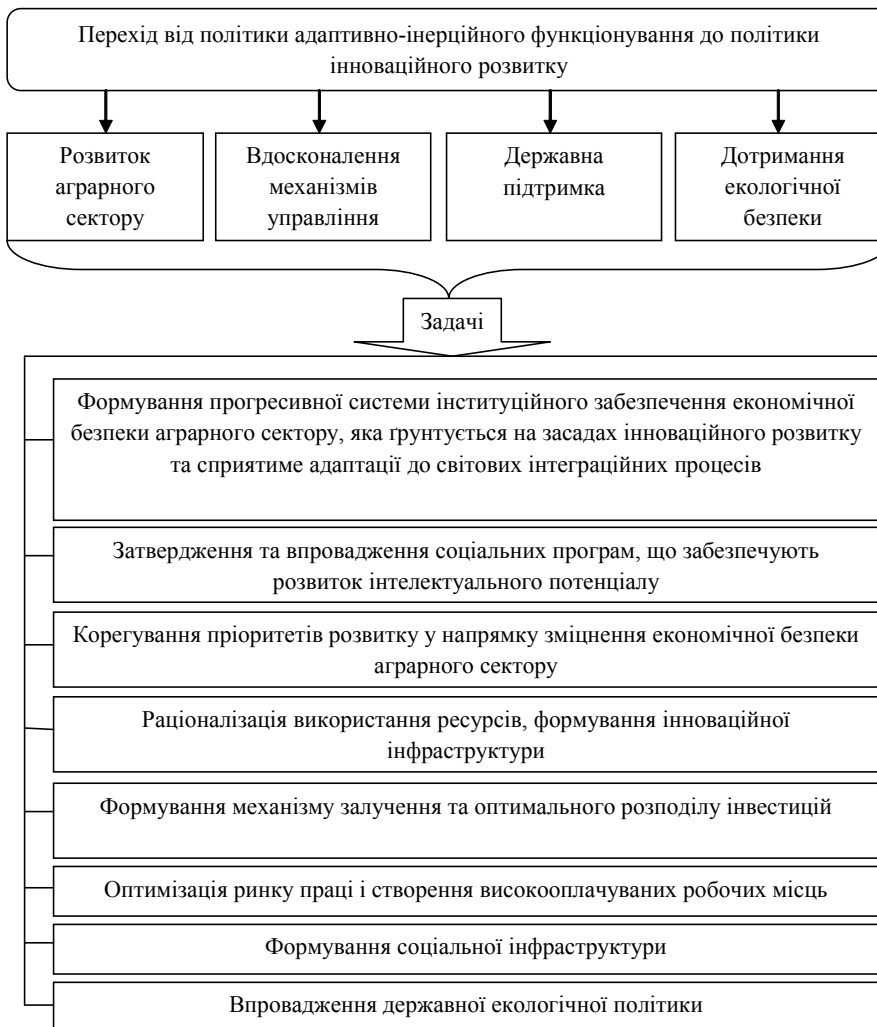 Перехід від політики адаптивно-інерційного функціонування до політики
інноваційного розвитку
Розвиток
аграрного
сектору
Вдосконалення
механізмів
управління
Державна
підтримка
Дотримання
екологічної
безпеки
Задачі
Формування прогресивної системи інституційного забезпечення економічної
безпеки аграрного сектору, яка ґрунтується на засадах інноваційного розвитку
та сприятиме адаптації до світових інтеграційних процесів
Затвердження та впровадження соціальних програм, що забезпечують
розвиток інтелектуального потенціалу
Корегування пріоритетів розвитку у напрямку зміцнення економічної безпеки
аграрного сектору
Раціоналізація використання ресурсів, формування інноваційної
інфраструктури
Формування механізму залучення та оптимального розподілу інвестицій
Оптимізація ринку праці і створення високооплачуваних робочих місць
Формування соціальної інфраструктури
Впровадження державної екологічної політики